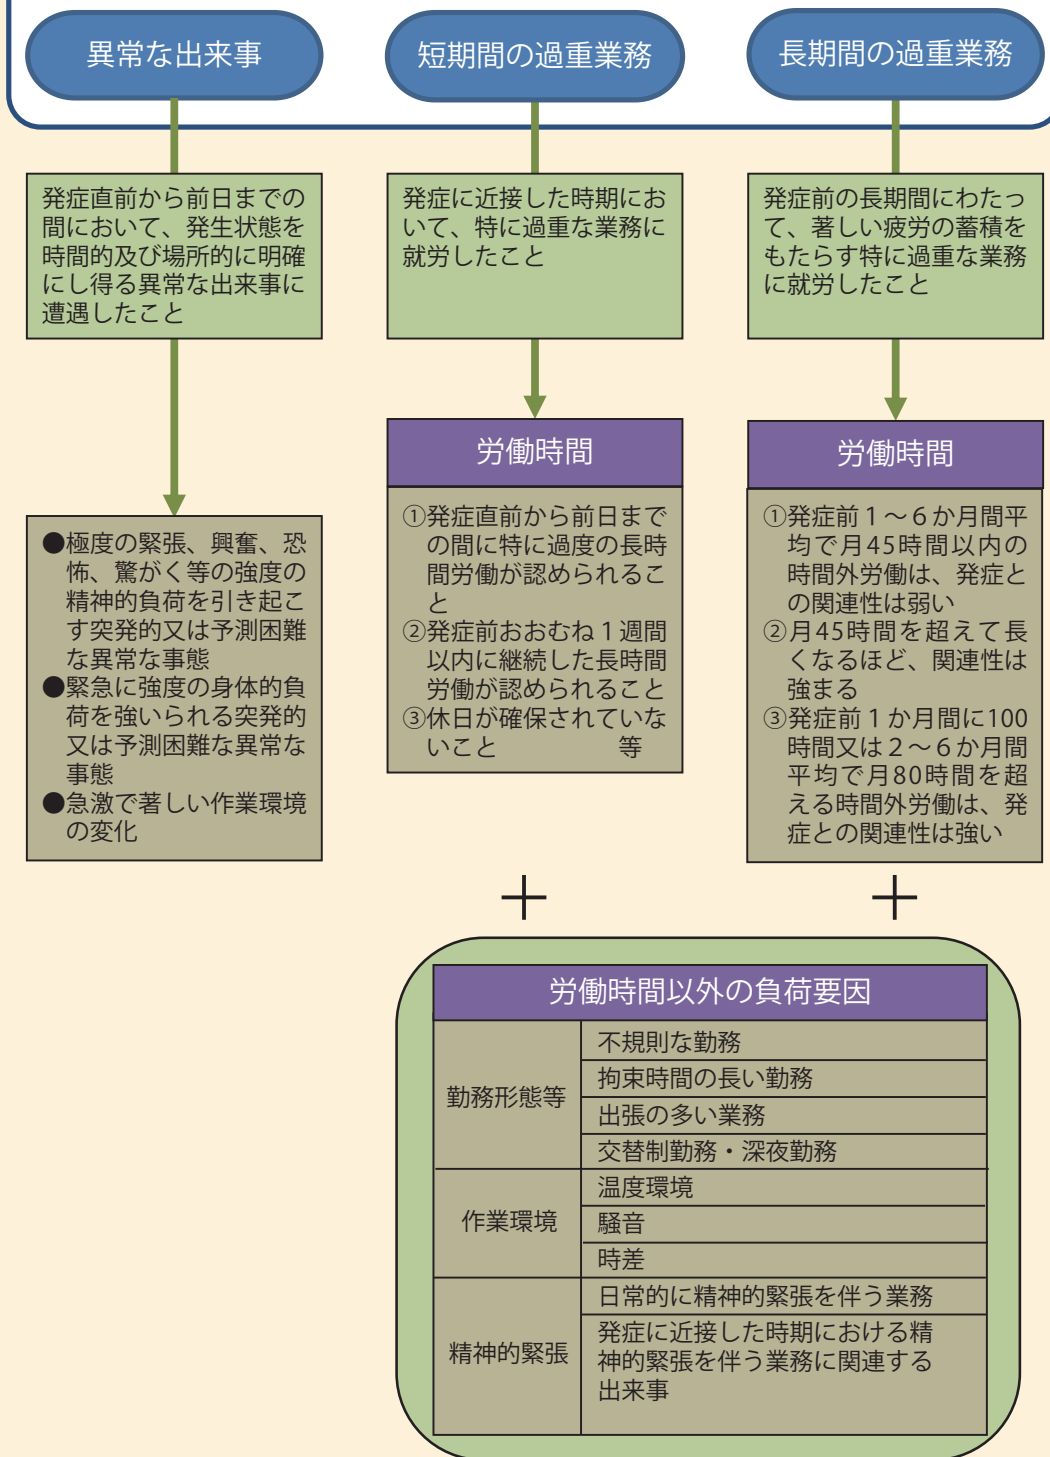 異常な出来事
短期間の過重業務
長期間の過重業務
発症直前から前日までの
間において、発生状態を
時間的及び場所的に明確
にし得る異常な出来事に
遭遇したこと
発症に近接した時期にお
いて、特に過重な業務に
就労したこと
発症前の長期間にわたっ
て、著しい疲労の蓄積を
もたらす特に過重な業務
に就労したこと
●極度の緊張、興奮、恐
怖、驚がく等の強度の
精神的負荷を引き起こ
す突発的又は予測困難
な異常な事態
●緊急に強度の身体的負
荷を強いられる突発的
又は予測困難な異常な
事態
●急激で著しい作業環境
の変化
労働時間
①発症直前から前日まで
の間に特に過度の長時
間労働が認められるこ
と
②発症前おおむね1週間
以内に継続した長時間
労働が認められること
③休日が確保されていな
いこと 等
労働時間
①発症前1~6か月間平
均で月45時間以内の
時間外労働は、発症と
の関連性は弱い
②月45時間を超えて長
くなるほど、関連性は
強まる
③発症前1か月間に100
時間又は2~6か月間
平均で月80時間を超
える時間外労働は、発
症との関連性は強い
+
+
労働時間以外の負荷要因
勤務形態等
不規則な勤務
拘束時間の長い勤務
出張の多い業務
交替制勤務・深夜勤務
作業環境
温度環境
騒音
時差
精神的緊張
日常的に精神的緊張を伴う業務
発症に近接した時期における精
神的緊張を伴う業務に関連する
出来事